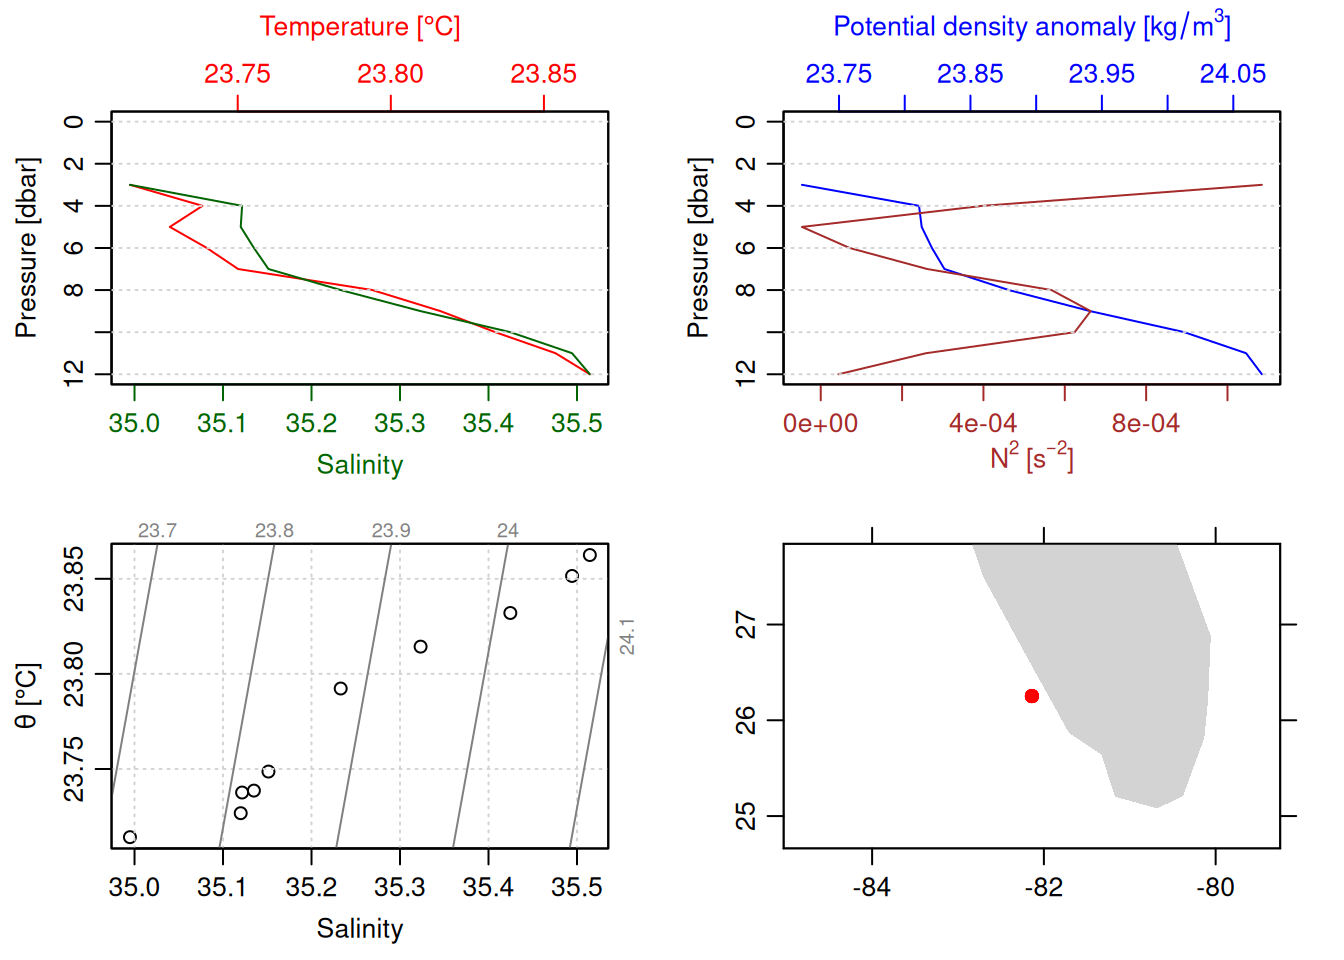 Temperature [°C]
23.75 23.80 23.85
0
2
4
6
8
12
Pressure [dbar]
35.0 35.1 35.2 35.3 35.4 35.5
Salinity
Potential density anomaly [kg/m³]
23.75 23.85 23.95 24.05
0
2
4
6
8
12
Pressure [dbar]
0e+00 4e-04 8e-04
N² [s⁻²]
23.7 23.8 23.9 24
24.1
23.85
23.80
23.75
θ [°C]
35.0 35.1 35.2 35.3 35.4 35.5
Salinity
27
26
25
-84 -82 -80